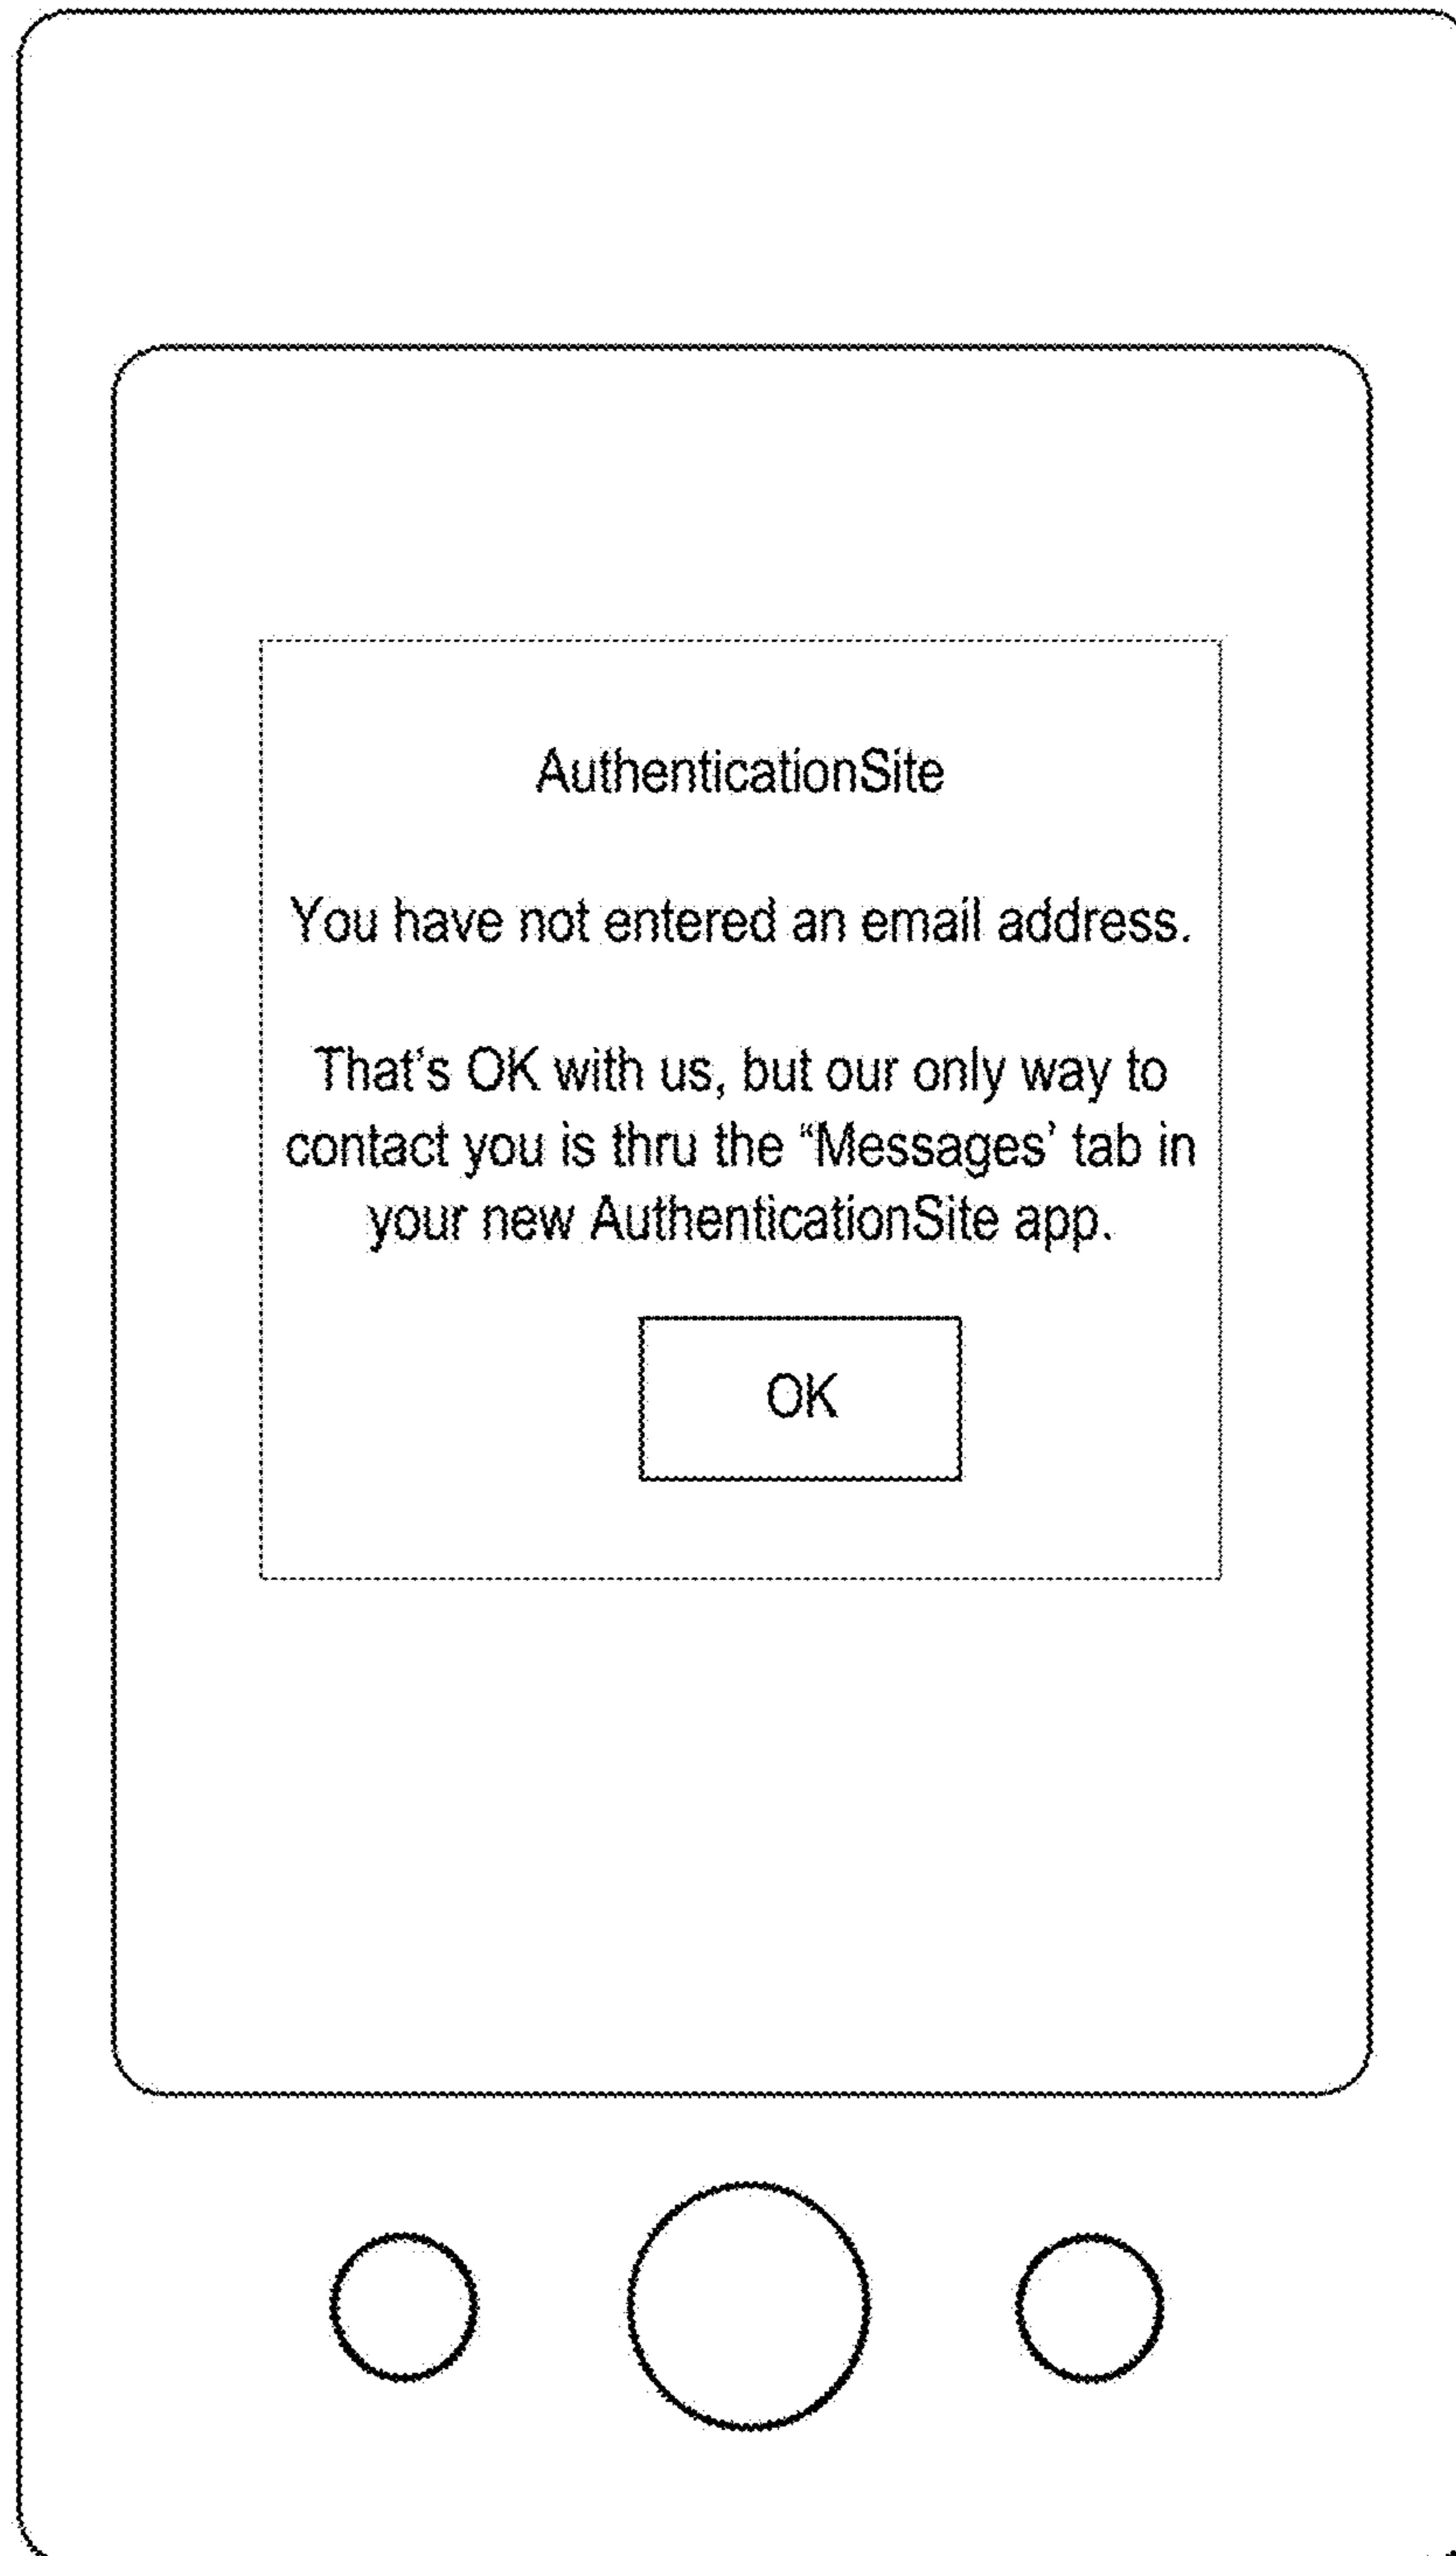 AuthenticationSite
You have not entered an email address.
That's OK with us, but our only way to
contact you is thru the “Messages’ tab in
your new AuthenticationSite app.
OK